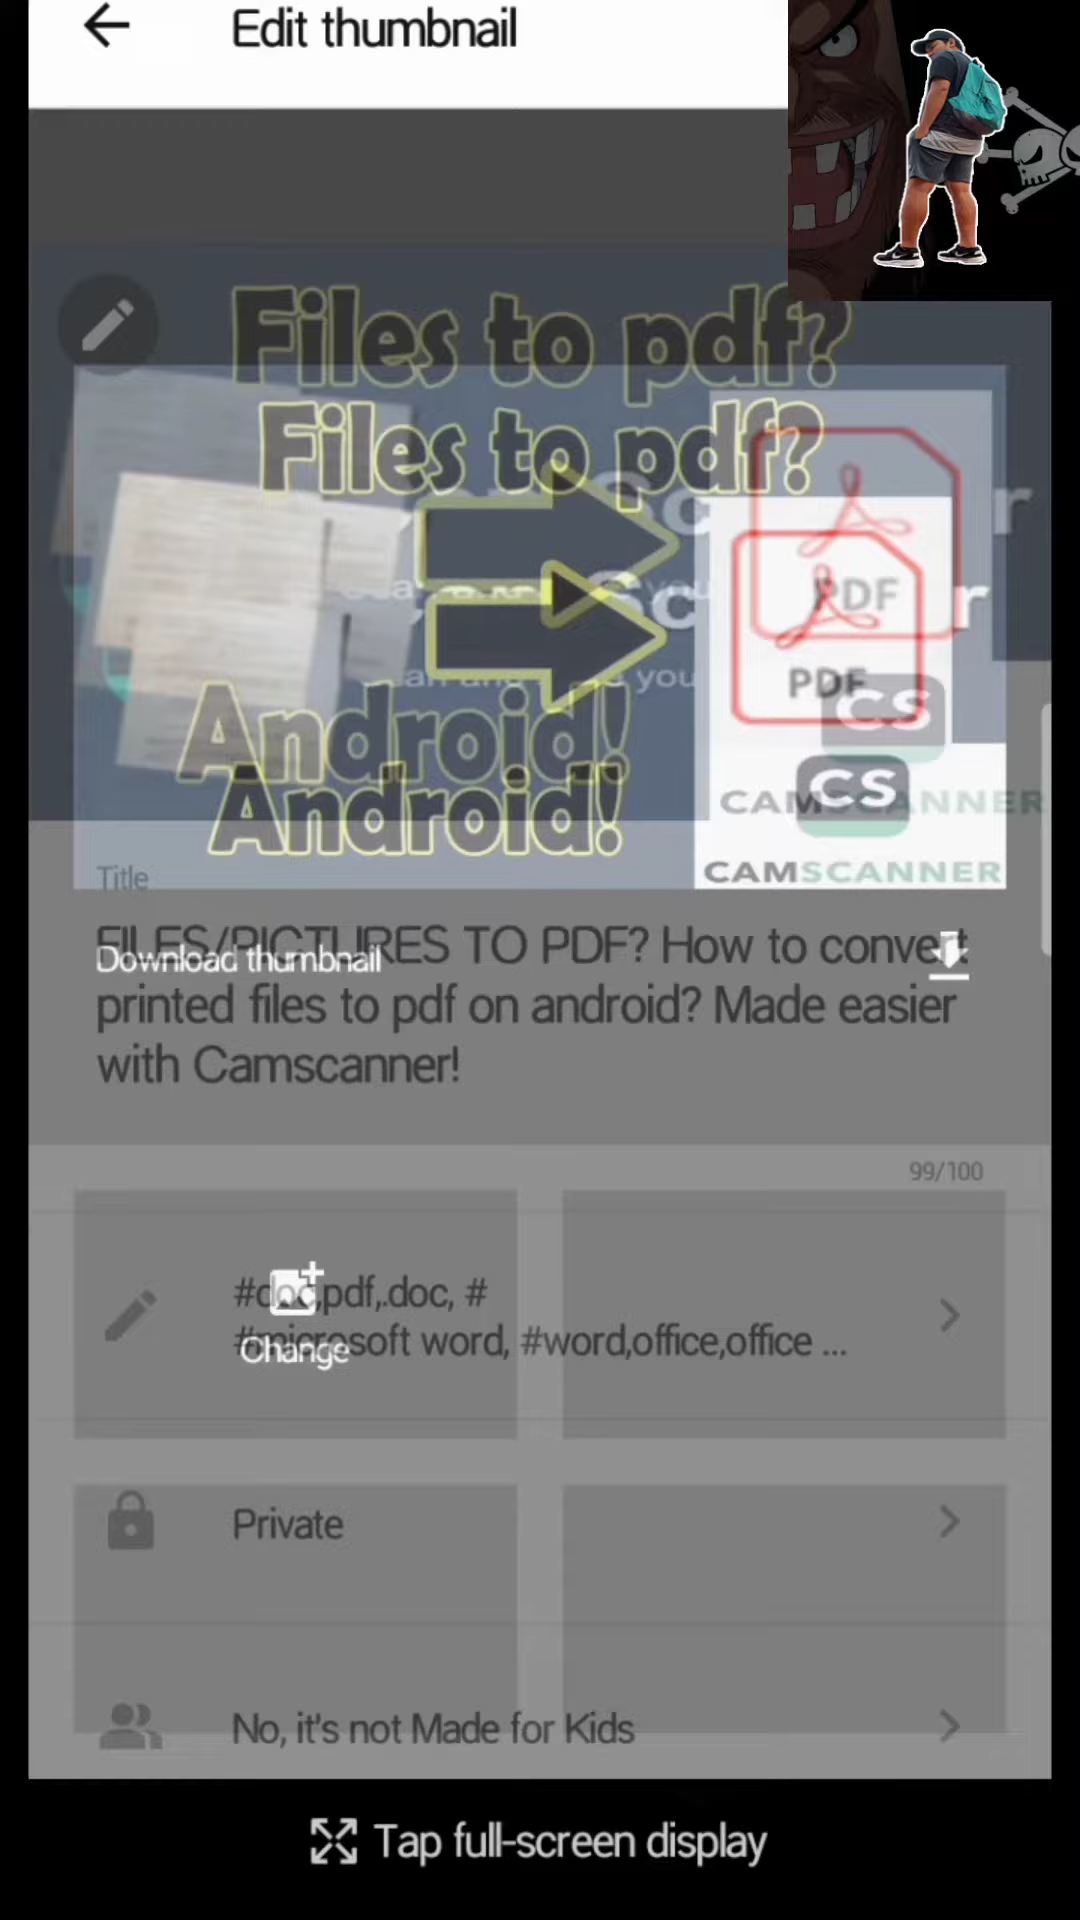 Edit thumbnail
Files to pdf?
Files to pdf?
PDF
PDF
CS
Android!
Android!
CS
CAMSCANNER
CAMSCANNER
Title
FILES/PICTURES TO PDF? How to convert
printed files to pdf on android? Made easier
with Camscanner!
Download thumbnail
99/100
#doc,pdf,.doc, #
#microsoft word, #word,office,office ...
Change
Private
No, it's not Made for Kids
Tap full-screen display